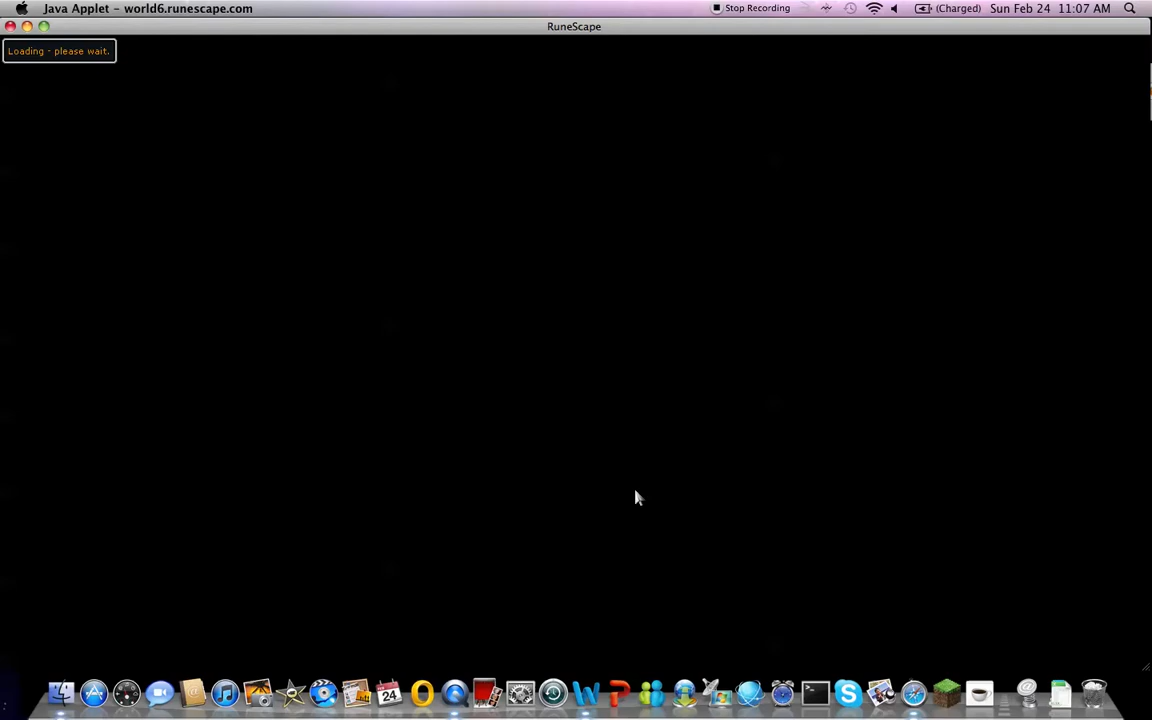 Java Applet – world6.runescape.com
Stop Recording
(Charged)
Sun Feb 24 11:07 AM
RuneScape
Loading - please wait.
24